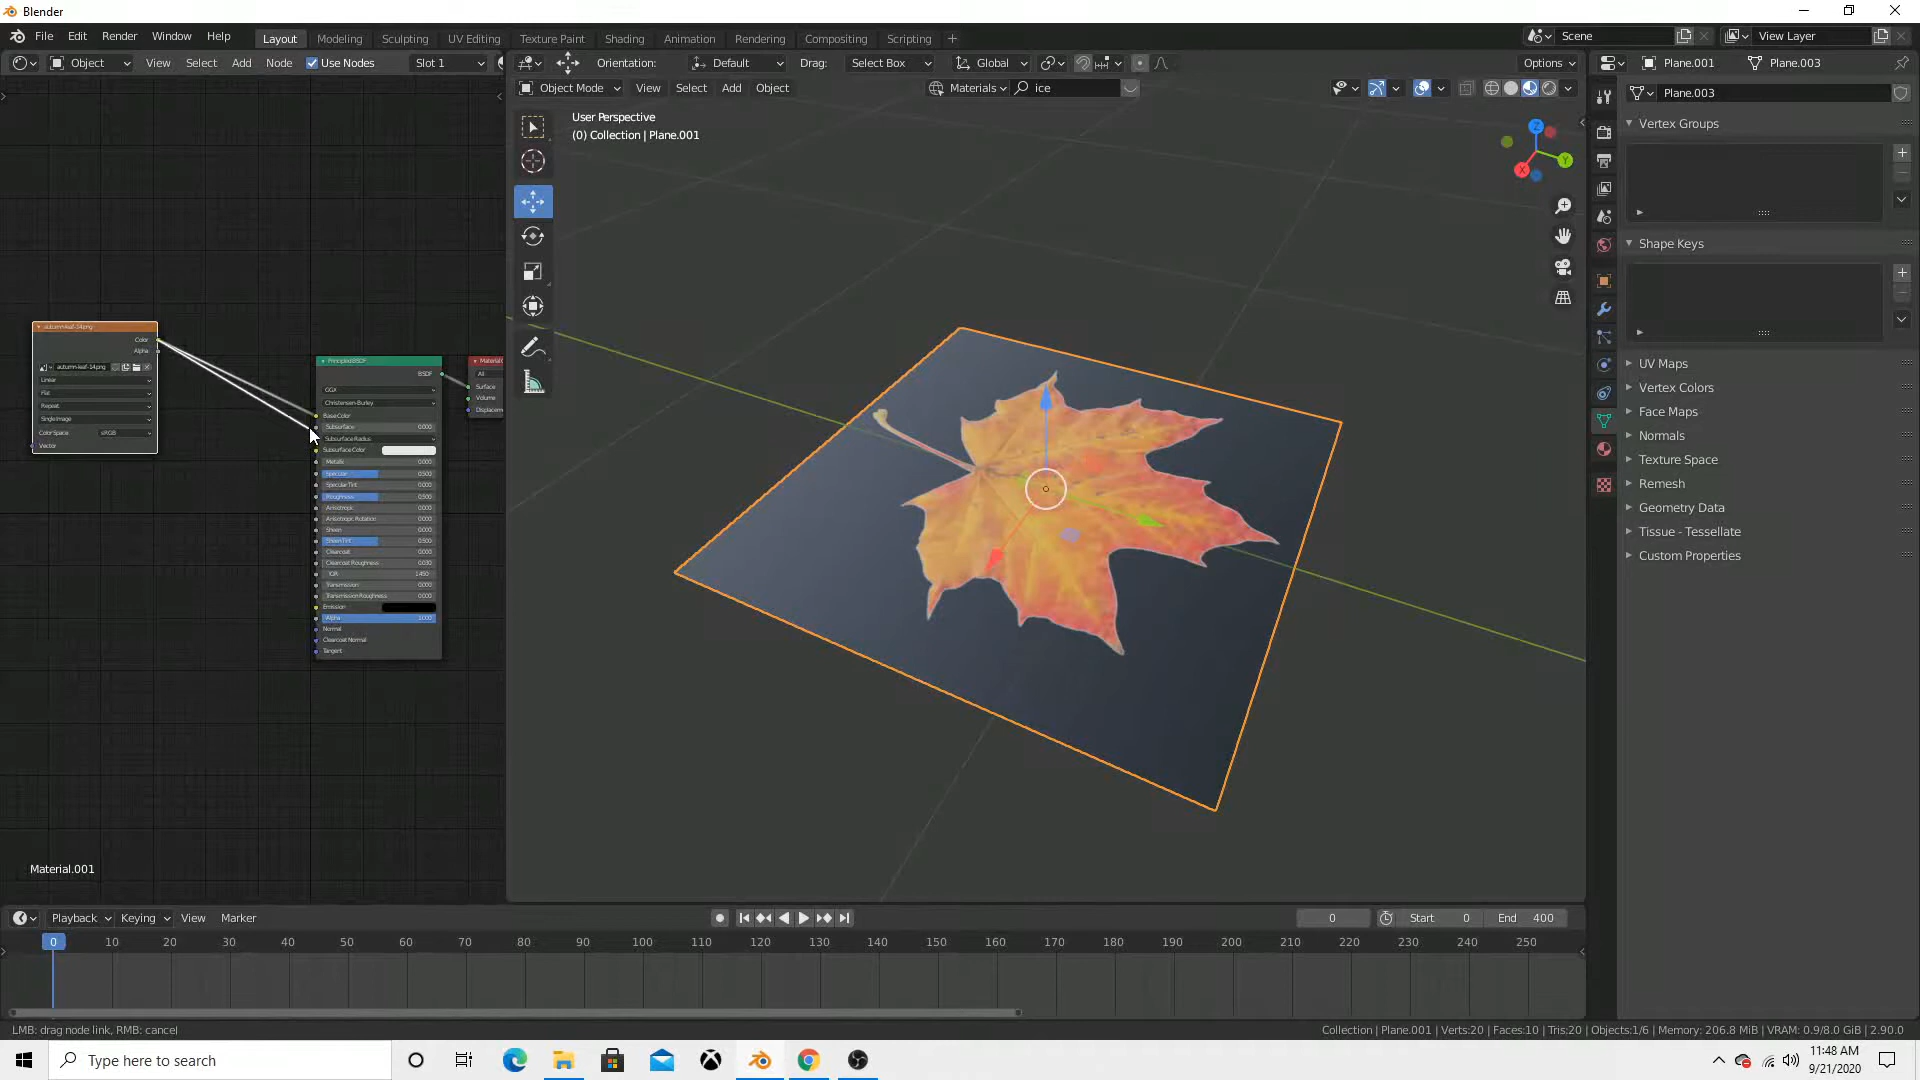 Blender
File Edit Render Window Help Layout Modeling Sculpting UV Editing Texture Paint Shading Animation Rendering Compositing Scripting + Scene View Layer
Object View Select Add Node Use Nodes Slot 1 Orientation: Default Drag: Select Box Global Options Plane.001 Plane.003
Object Mode View Select Add Object Materials ice Plane.003
User Perspective
(0) Collection | Plane.001
Vertex Groups
Shape Keys
UV Maps
Vertex Colors
Face Maps
Normals
Texture Space
Remesh
Geometry Data
Tissue - Tessellate
Custom Properties
X Y Z
autumn-leaf-14.png
Color
Alpha
autumn-leaf-14.png
Linear
Flat
Repeat
Single Image
Color Space sRGB
Vector
Principled BSDF
BSDF
GGX
Christensen-Burley
Base Color
Subsurface 0.000
Subsurface Radius
Subsurface Color
Metallic 0.000
Specular 0.500
Specular Tint 0.000
Roughness 0.500
Anisotropic 0.000
Anisotropic Rotation 0.000
Sheen 0.000
Sheen Tint 0.500
Clearcoat 0.000
Clearcoat Roughness 0.030
IOR 1.450
Transmission 0.000
Transmission Roughness 0.000
Emission
Alpha 1.000
Normal
Clearcoat Normal
Tangent
All
Surface
Volume
Material.001
Playback Keying View Marker 0 Start 0 End 400
0 10 20 30 40 50 60 70 80 90 100 110 120 130 140 150 160 170 180 190 200 210 220 230 240 250
LMB: drag node link, RMB: cancel
Collection | Plane.001 | Verts:20 | Faces:10 | Tris:20 | Objects:1/6 | Memory: 206.8 MiB | VRAM: 0.9/8.0 GiB | 2.90.0
Type here to search
11:48 AM
9/21/2020